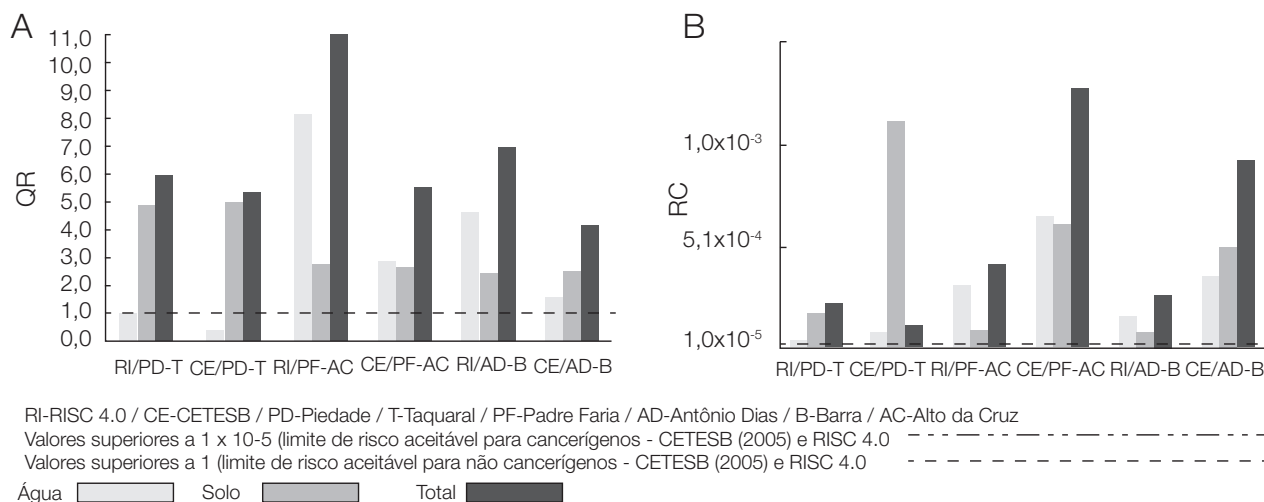 A
11,0
10,0
9,0
8,0
7,0
6,0
5,0
4,0
3,0
2,0
1,0
0,0
QR
RI/PD-T CE/PD-T RI/PF-AC CE/PF-AC RI/AD-B CE/AD-B
B
1,0x10⁻³
5,1x10⁻⁴
1,0x10⁻⁵
RC
RI/PD-T CE/PD-T RI/PF-AC CE/PF-AC RI/AD-B CE/AD-B
RI-RISC 4.0 / CE-CETESB / PD-Piedade / T-Taquaral / PF-Padre Faria / AD-Antônio Dias / B-Barra / AC-Alto da Cruz
Valores superiores a 1 x 10-5 (limite de risco aceitável para cancerígenos - CETESB (2005) e RISC 4.0
Valores superiores a 1 (limite de risco aceitável para não cancerígenos - CETESB (2005) e RISC 4.0
Água Solo Total